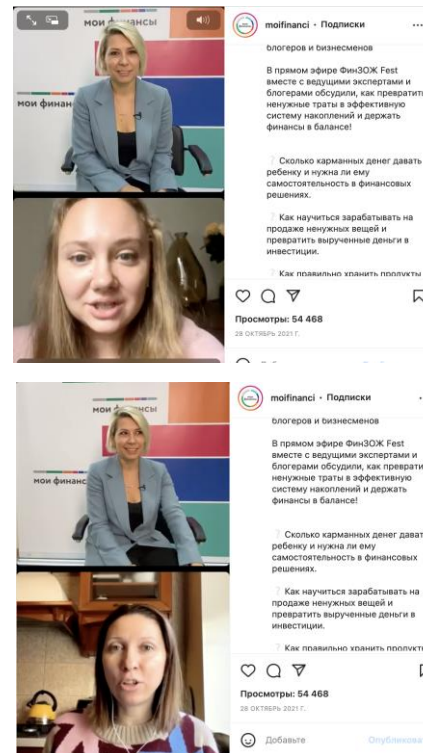 мои финансы
мои финан
moifinanci • Подписки
блогеров и бизнесменов
В прямом эфире ФинЗОЖ Fest
вместе с ведущими экспертами и
блогерами обсудили, как превратить
ненужные траты в эффективную
систему накоплений и держать
финансы в балансе!
❔ Сколько карманных денег давать
ребенку и нужна ли ему
самостоятельность в финансовых
решениях.
❔ Как научиться зарабатывать на
продаже ненужных вещей и
превратить вырученные деньги в
инвестиции.
❔ Как правильно хранить продукты
Просмотры: 54 468
28 ОКТЯБРЬ 2021 Г.
мои финансы
мои финанс
moifinanci • Подписки
блогеров и бизнесменов
В прямом эфире ФинЗОЖ Fest
вместе с ведущими экспертами и
блогерами обсудили, как преврати
ненужные траты в эффективную
систему накоплений и держать
финансы в балансе!
❔ Сколько карманных денег дават
ребенку и нужна ли ему
самостоятельность в финансовых
решениях.
❔ Как научиться зарабатывать на
продаже ненужных вещей и
превратить вырученные деньги в
инвестиции.
❔ Как правильно хранить продукт
Просмотры: 54 468
28 ОКТЯБРЬ 2021 Г.
Добавьте
Опубликова